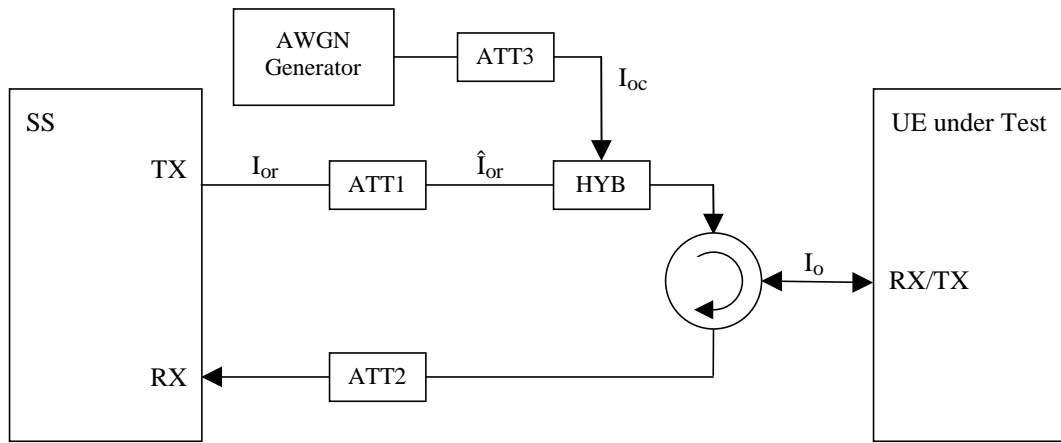 AWGN
Generator
ATT3
I_oc
SS
UE under Test
TX
I_or
ATT1
Î_or
HYB
I_o
RX/TX
RX
ATT2